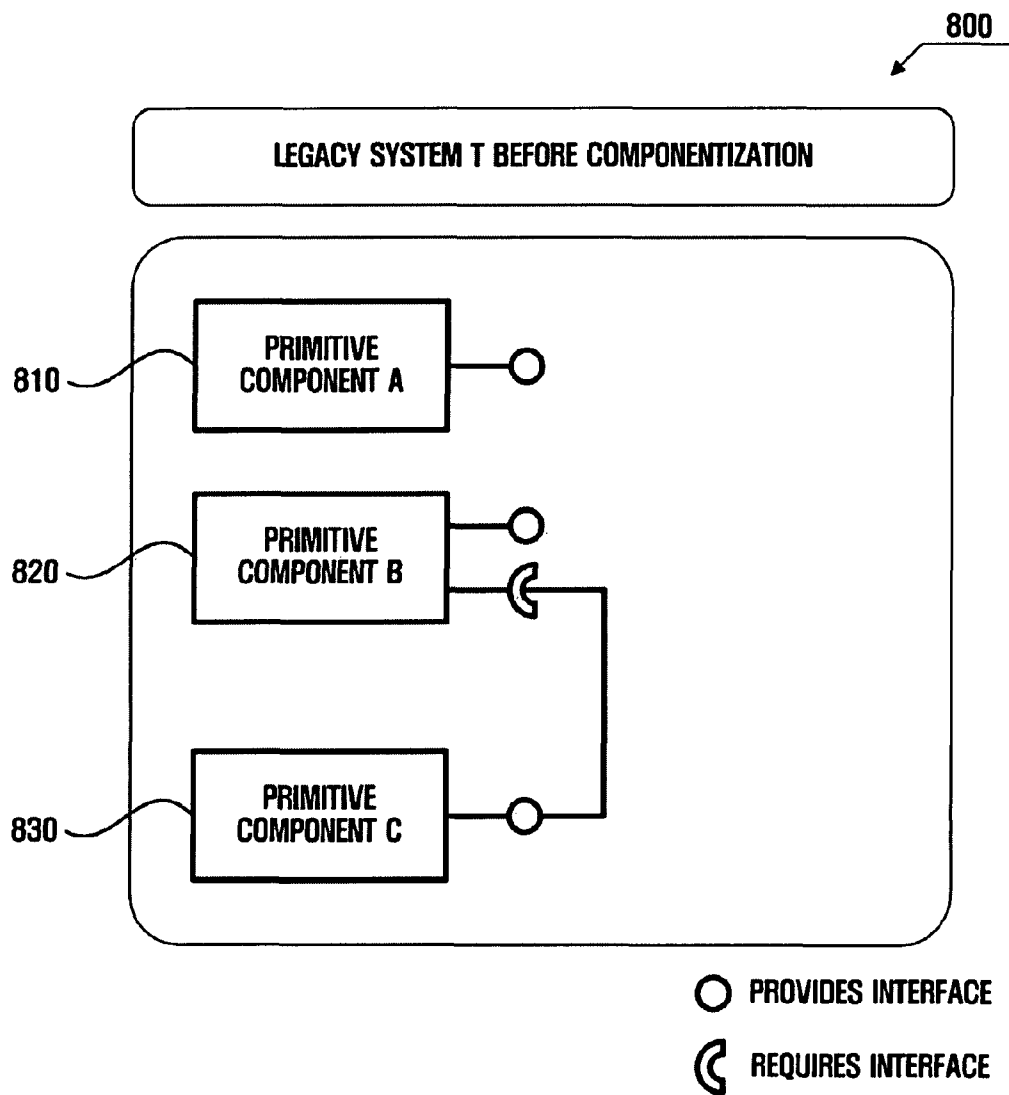 800
LEGACY SYSTEM T BEFORE COMPONENTIZATION
PRIMITIVE
COMPONENT A
810
PRIMITIVE
COMPONENT B
820
PRIMITIVE
COMPONENT C
830
PROVIDES INTERFACE
REQUIRES INTERFACE